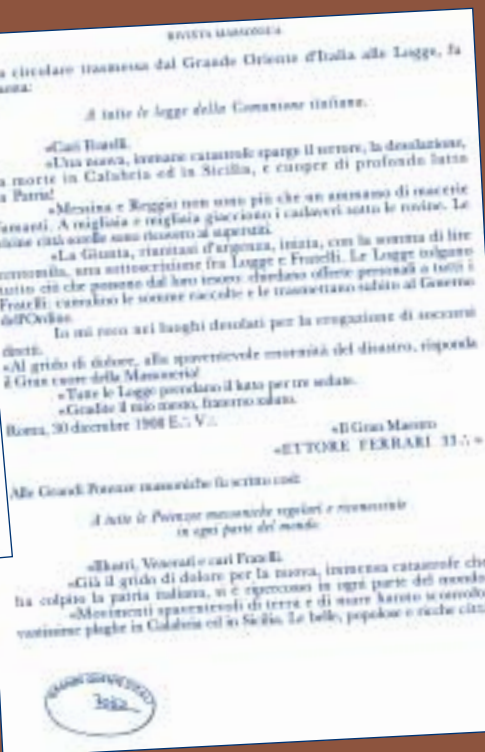 RIVISTA MASSONICA
a circolare trasmessa dal Grande Oriente d'Italia alle Logge, fa
A tutte le logge della Comunione italiana.
«Cari Fratelli.
«Una nuova, immane catastrofe sparge il terrore, la desolazione,
a morte in Calabria ed in Sicilia, e cuopre di profondo lutto
a Patria!
«Messina e Reggio non sono più che un ammasso di macerie
fumanti. A migliaia e migliaia giacciono i cadaveri sotto le rovine. Le
vicine città sorelle sono ricovero ai superstiti.
«La Giunta, riunitasi d'urgenza, inizia, con la somma di lire
centomila, una sottoscrizione fra Logge e Fratelli. Le Logge tolgano
tutto ciò che possono dal loro tesoro: chiedano offerte personali a tutti i
Fratelli: cumulino le somme raccolte e le trasmettano subito al Governo
dell'Ordine.
Io mi reco nei luoghi desolati per la erogazione di soccorsi
diretti.
«Al grido di dolore, alla spaventevole enormità del disastro, risponda
il Gran cuore della Massoneria!
«Tutte le Logge prendano il lutto per tre sedute.
«Gradite il mio mesto, fraterno saluto.
Roma, 30 dicembre 1908 E∴ V∴
«Il Gran Maestro
«ETTORE FERRARI 33∴»
Alle Grandi Potenze massoniche fu scritto così:
A tutte le Potenze massoniche regolari e riconosciute
in ogni parte del mondo.
«Illustri, Venerati e cari Fratelli.
«Già il grido di dolore per la nuova, immensa catastrofe che
ha colpito la patria italiana, si è ripercosso in ogni parte del mondo
«Movimenti spaventevoli di terra e di mare hanno sconvolto
vastissime plaghe in Calabria ed in Sicilia. Le belle, popolose e ricche città